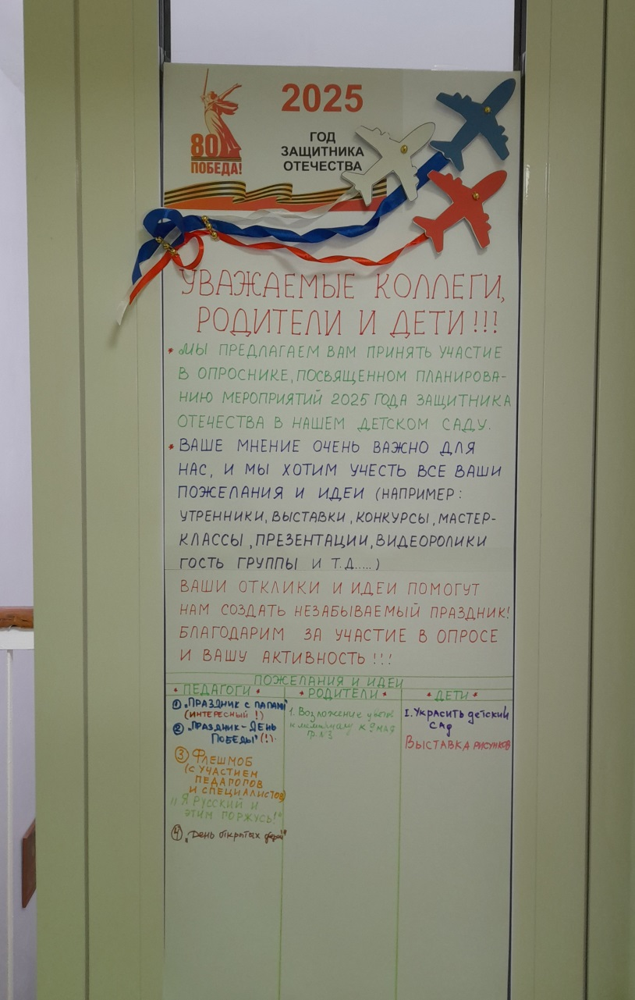 2025
80
ПОБЕДА!
ГОД
ЗАЩИТНИКА
ОТЕЧЕСТВА
УВАЖАЕМЫЕ КОЛЛЕГИ,
РОДИТЕЛИ И ДЕТИ!!!
* МЫ ПРЕДЛАГАЕМ ВАМ ПРИНЯТЬ УЧАСТИЕ
В ОПРОСНИКЕ, ПОСВЯЩЕННОМ ПЛАНИРОВА-
НИЮ МЕРОПРИЯТИЙ 2025 ГОДА ЗАЩИТНИКА
ОТЕЧЕСТВА В НАШЕМ ДЕТСКОМ САДУ.
* ВАШЕ МНЕНИЕ ОЧЕНЬ ВАЖНО ДЛЯ
НАС, И МЫ ХОТИМ УЧЕСТЬ ВСЕ ВАШИ
ПОЖЕЛАНИЯ И ИДЕИ (НАПРИМЕР:
УТРЕННИКИ, ВЫСТАВКИ, КОНКУРСЫ, МАСТЕР-
КЛАССЫ, ПРЕЗЕНТАЦИИ, ВИДЕОРОЛИКИ
ГОСТЬ ГРУППЫ И Т.Д.....)
ВАШИ ОТКЛИКИ И ИДЕИ ПОМОГУТ
НАМ СОЗДАТЬ НЕЗАБЫВАЕМЫЙ ПРАЗДНИК!
БЛАГОДАРИМ ЗА УЧАСТИЕ В ОПРОСЕ
И ВАШУ АКТИВНОСТЬ!!!
ПОЖЕЛАНИЯ И ИДЕИ
* ПЕДАГОГИ *
① „ПРАЗДНИК С ПАПАМИ"
(ИНТЕРЕСНЫЙ !)
② „ПРАЗДНИК - ДЕНЬ
ПОБЕДЫ" (!).
③ ФЛЕШМОБ
(С УЧАСТИЕМ
ПЕДАГОГОВ
И СПЕЦИАЛИСТОВ)
„Я РУССКИЙ И
ЭТИМ ГОРЖУСЬ!"
④ „День открытых дверей"
* РОДИТЕЛИ *
1. Возложение цветов
к 9 мая
ГР. №3
* ДЕТИ *
I. УКРАСИТЬ ДЕТСКИЙ
САД
ВЫСТАВКА РИСУНКОВ